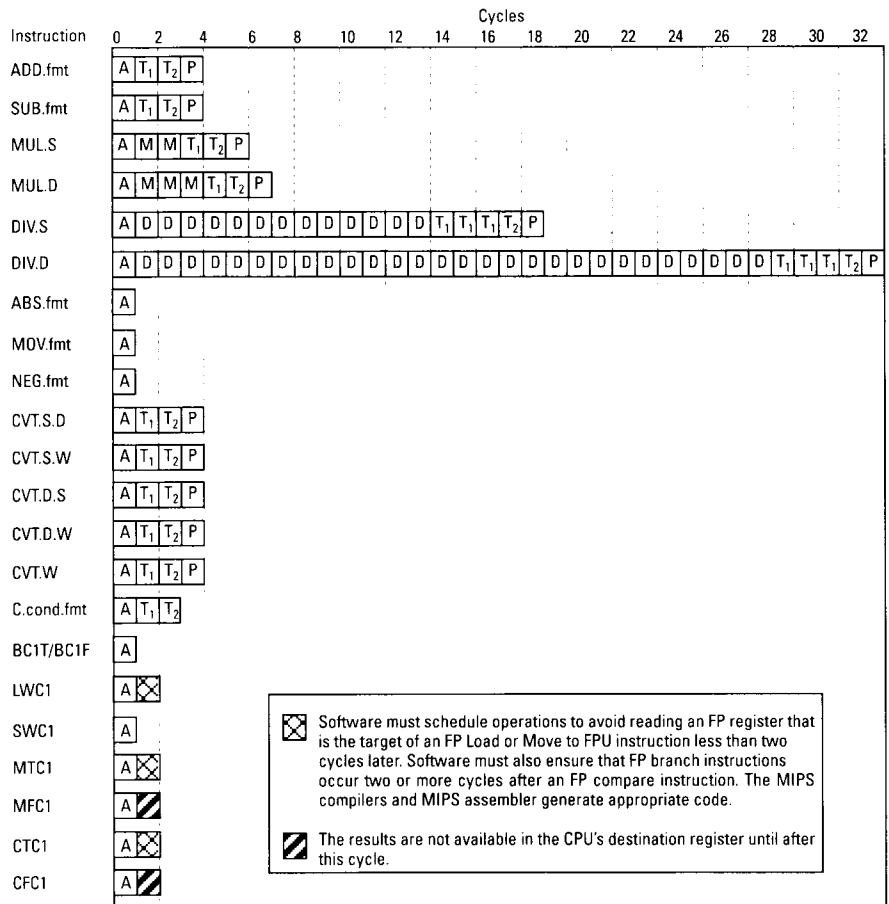 Cycles
Instruction 0 2 4 6 8 10 12 14 16 18 20 22 24 26 28 30 32
ADD.fmt A T₁ T₂ P
SUB.fmt A T₁ T₂ P
MUL.S A M M T₁ T₂ P
MUL.D A M M M T₁ T₂ P
DIV.S A D D D D D D D D D D D D D T₁ T₁ T₁ T₂ P
DIV.D A D D D D D D D D D D D D D D D D D D D D D D D D D D D D T₁ T₁ T₁ T₂ P
ABS.fmt A
MOV.fmt A
NEG.fmt A
CVT.S.D A T₁ T₂ P
CVT.S.W A T₁ T₂ P
CVT.D.S A T₁ T₂ P
CVT.D.W A T₁ T₂ P
CVT.W A T₁ T₂ P
C.cond.fmt A T₁ T₂
BC1T/BC1F A
LWC1 A
SWC1 A
MTC1 A
MFC1 A
CTC1 A
CFC1 A
Software must schedule operations to avoid reading an FP register that
is the target of an FP Load or Move to FPU instruction less than two
cycles later. Software must also ensure that FP branch instructions
occur two or more cycles after an FP compare instruction. The MIPS
compilers and MIPS assembler generate appropriate code.
The results are not available in the CPU's destination register until after
this cycle.